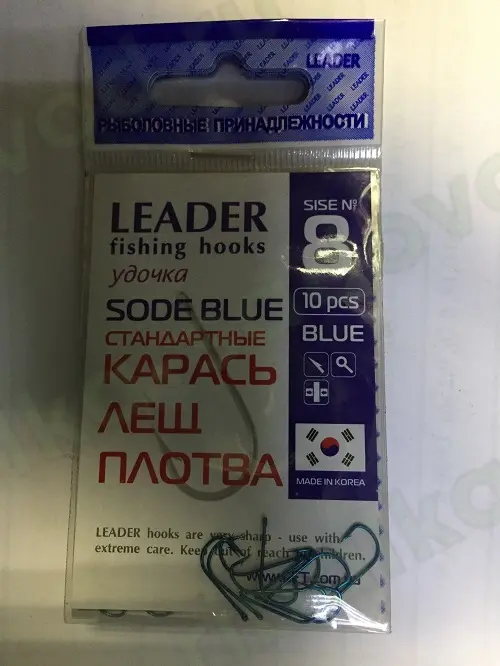 LEADER
РЫБОЛОВНЫЕ ПРИНАДЛЕЖНОСТИ
LEADER
fishing hooks
удочка
SODE BLUE
СТАНДАРТНЫЕ
КАРАСЬ
ЛЕЩ
ПЛОТВА
SISE №
8
10 pcs
BLUE
MADE IN KOREA
LEADER hooks are very sharp - use with
extreme care. Keep out of reach of children.